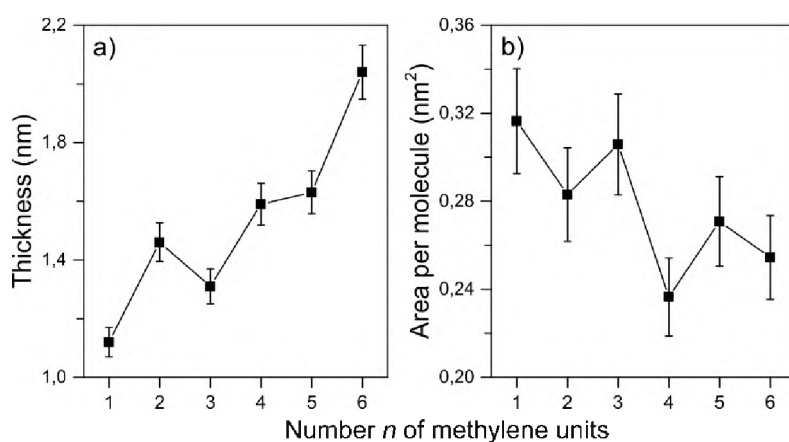 a)
Thickness (nm)
2,2
1,8
1,4
1,0
1 2 3 4 5 6
b)
Area per molecule (nm²)
0,36
0,32
0,28
0,24
0,20
1 2 3 4 5 6
Number n of methylene units